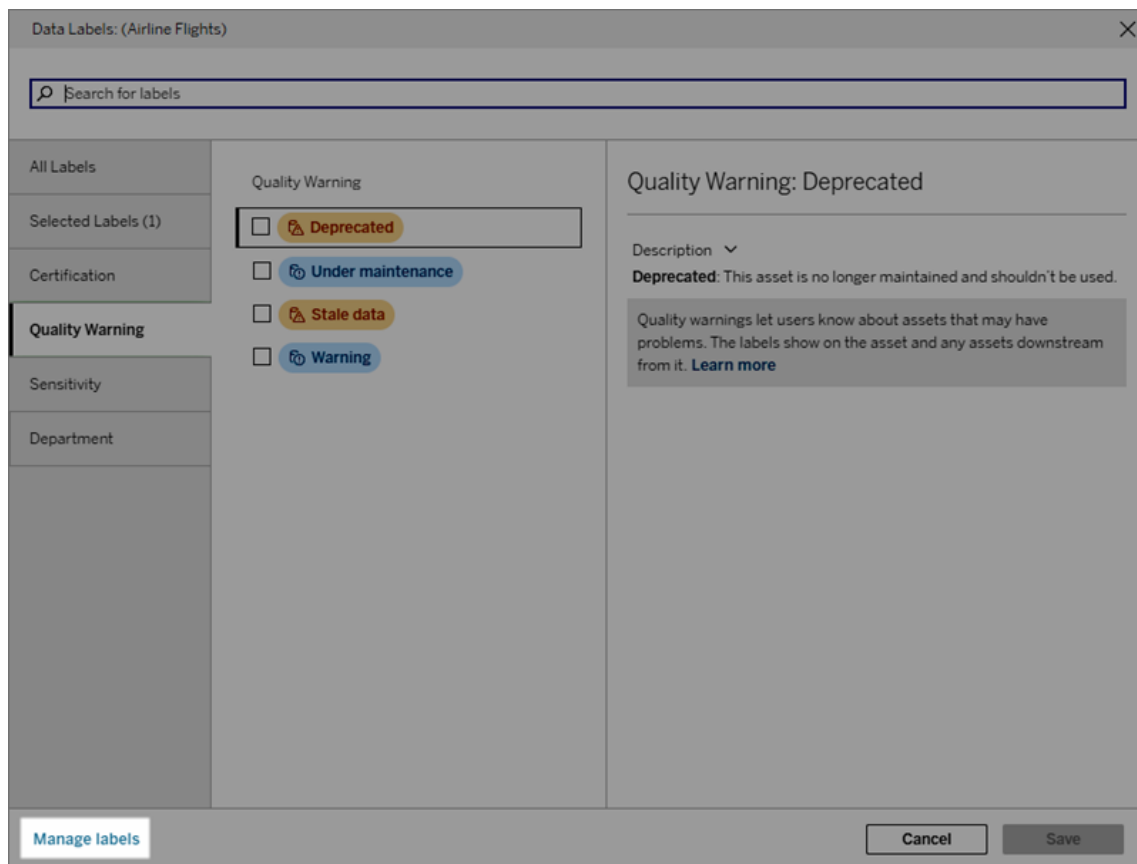 Data Labels: (Airline Flights)
Search for labels
All Labels
Selected Labels (1)
Certification
Quality Warning
Sensitivity
Department
Quality Warning
Deprecated
Under maintenance
Stale data
Warning
Quality Warning: Deprecated
Description
Deprecated: This asset is no longer maintained and shouldn't be used.
Quality warnings let users know about assets that may have
problems. The labels show on the asset and any assets downstream
from it. Learn more
Manage labels
Cancel
Save